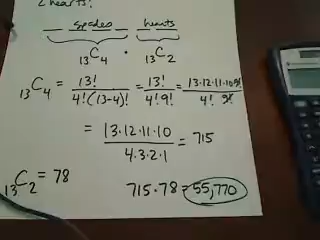 2 hearts?
spades hearts
₁₃C₄ · ₁₃C₂
₁₃C₄ = 13! / 4!(13-4)! = 13! / 4!9! = 13·12·11·10·9! / 4! 9!
= 13·12·11·10 / 4·3·2·1 = 715
₁₃C₂ = 78 715·78 = 55,770